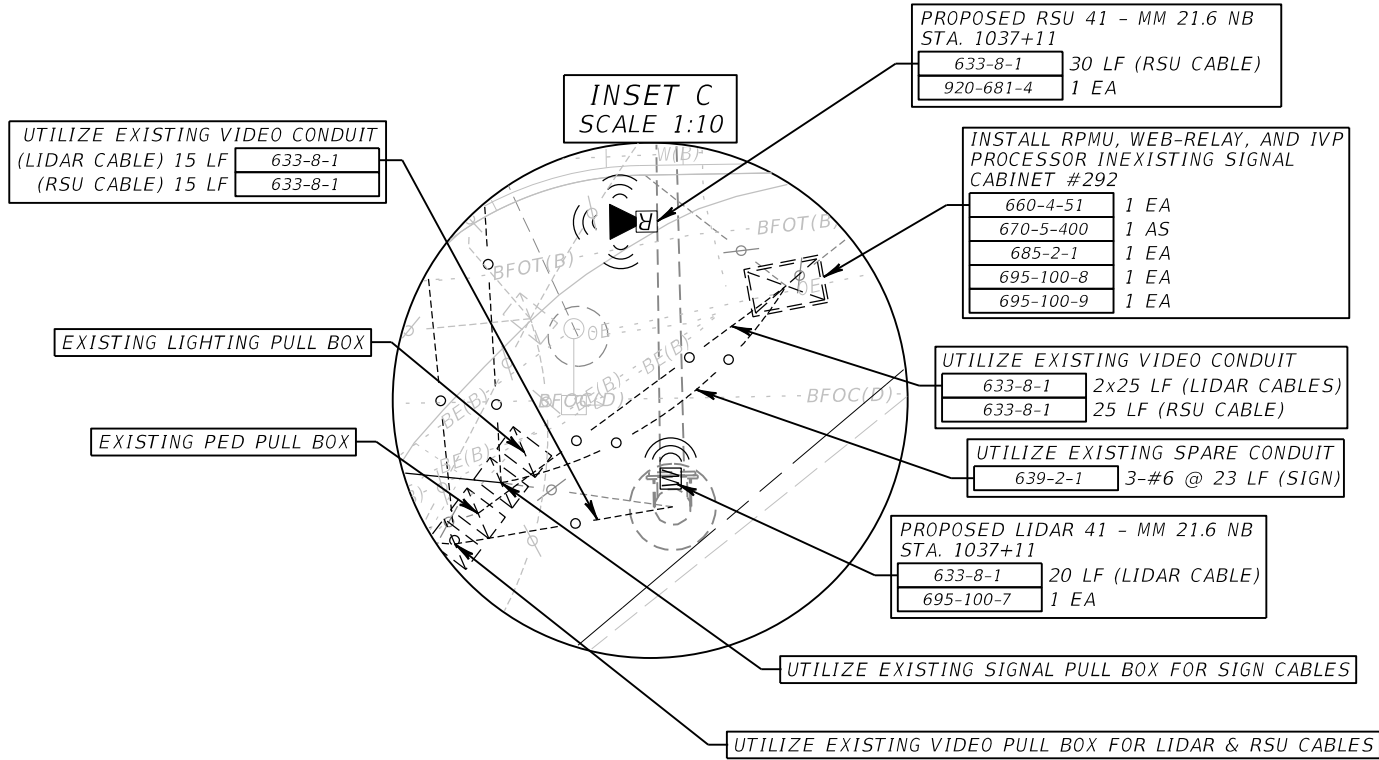 PROPOSED RSU 41 - MM 21.6 NB
STA. 1037+11
633-8-1 30 LF (RSU CABLE)
920-681-4 1 EA
INSET C
SCALE 1:10
UTILIZE EXISTING VIDEO CONDUIT
(LIDAR CABLE) 15 LF 633-8-1
(RSU CABLE) 15 LF 633-8-1
INSTALL RPMU, WEB-RELAY, AND IVP
PROCESSOR INEXISTING SIGNAL
CABINET #292
660-4-51 1 EA
670-5-400 1 AS
685-2-1 1 EA
695-100-8 1 EA
695-100-9 1 EA
W(B)
R
BFOT(B)
BFOT(B)
OE
OE
EXISTING LIGHTING PULL BOX
BE(B)
UTILIZE EXISTING VIDEO CONDUIT
633-8-1 2x25 LF (LIDAR CABLES)
633-8-1 25 LF (RSU CABLE)
BE(B)
BFOC(D)
BFOC(D)
EXISTING PED PULL BOX
BE(B)
UTILIZE EXISTING SPARE CONDUIT
639-2-1 3-#6 @ 23 LF (SIGN)
PROPOSED LIDAR 41 - MM 21.6 NB
STA. 1037+11
633-8-1 20 LF (LIDAR CABLE)
695-100-7 1 EA
UTILIZE EXISTING SIGNAL PULL BOX FOR SIGN CABLES
UTILIZE EXISTING VIDEO PULL BOX FOR LIDAR & RSU CABLES